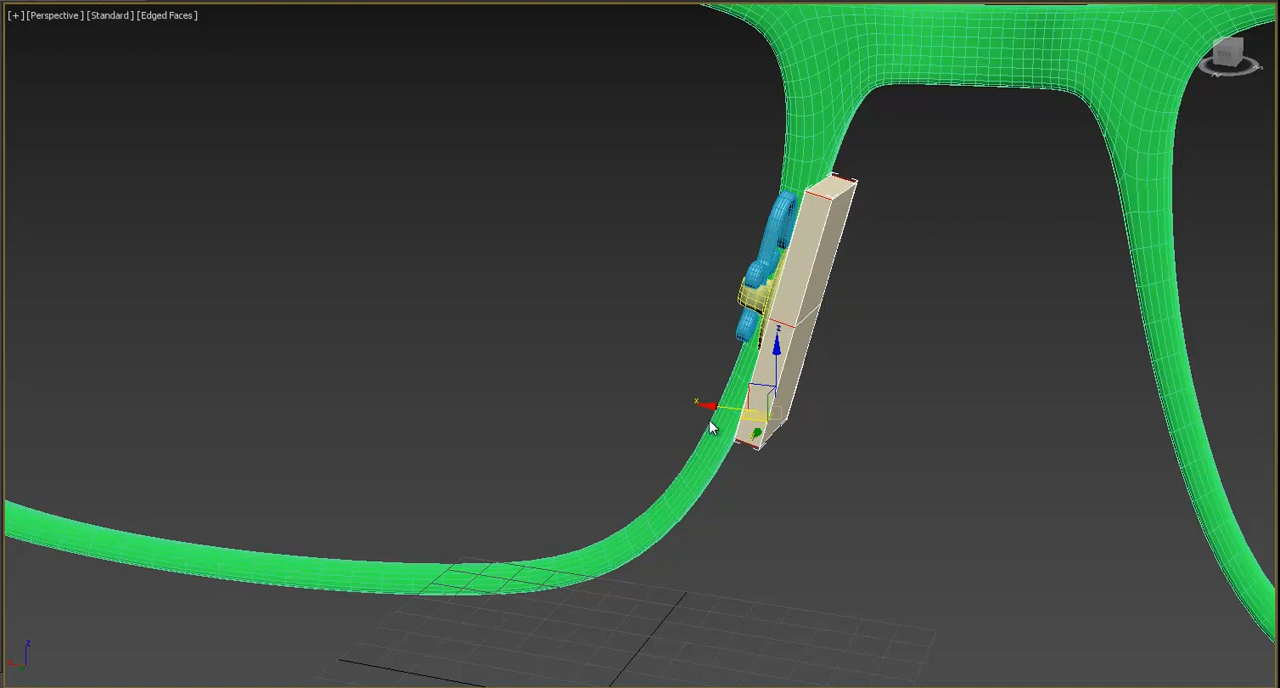 [+] [Perspective ] [Standard ] [Edged Faces ]
z
x
z